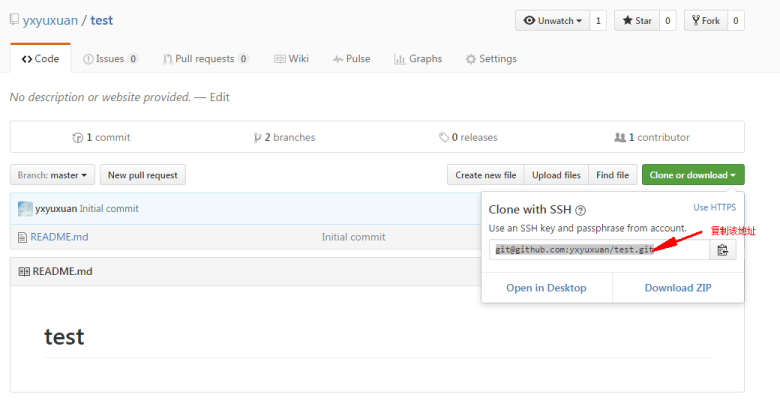 yxyuxuan / test
Unwatch 1 Star 0 Fork 0
Code Issues 0 Pull requests 0 Wiki Pulse Graphs Settings
No description or website provided. — Edit
1 commit 2 branches 0 releases 1 contributor
Branch: master New pull request Create new file Upload files Find file Clone or download
yxyuxuan Initial commit
README.md Initial commit
Clone with SSH Use HTTPS
Use an SSH key and passphrase from account.
复制该地址
git@github.com:yxyuxuan/test.git
Open in Desktop Download ZIP
README.md
test